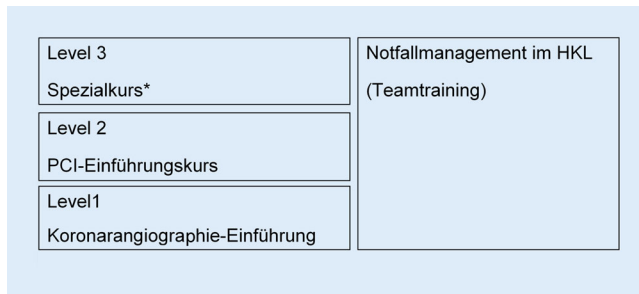 Level 3
Spezialkurs*
Level 2
PCI-Einführungskurs
Level1
Koronarangiographie-Einführung
Notfallmanagement im HKL
(Teamtraining)